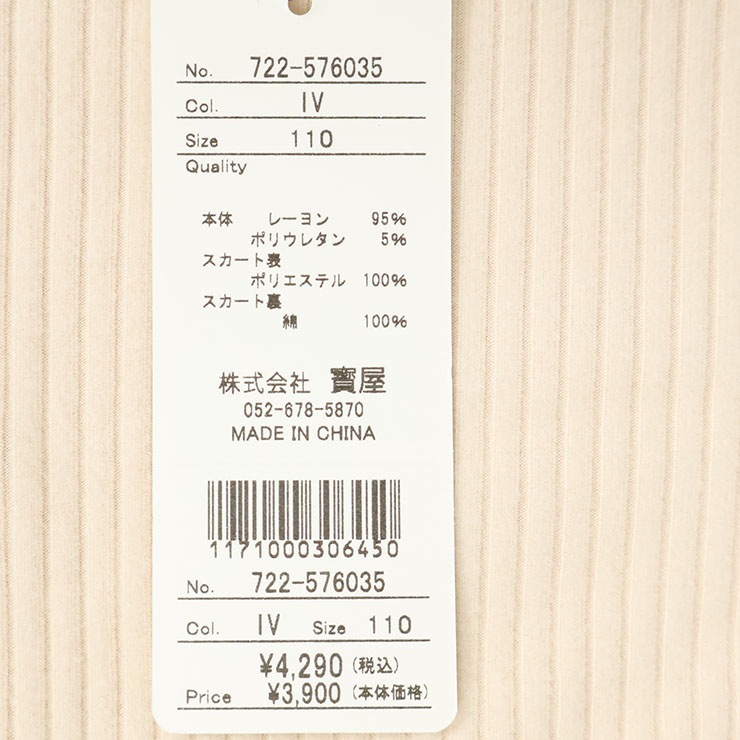 No. 722-576035
Col. IV
Size 110
Quality
本体 レーヨン 95%
ポリウレタン 5%
スカート表
ポリエステル 100%
スカート裏
綿 100%
株式会社 寳屋
052-678-5870
MADE IN CHINA
1171000306450
No. 722-576035
Col. IV Size 110
¥4,290(税込)
Price ¥3,900(本体価格)